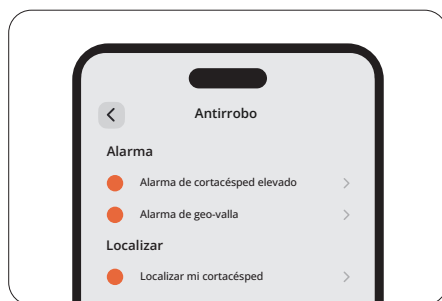 Antirrobo
Alarma
Alarma de cortacésped elevado
Alarma de geo-valla
Localizar
Localizar mi cortacésped